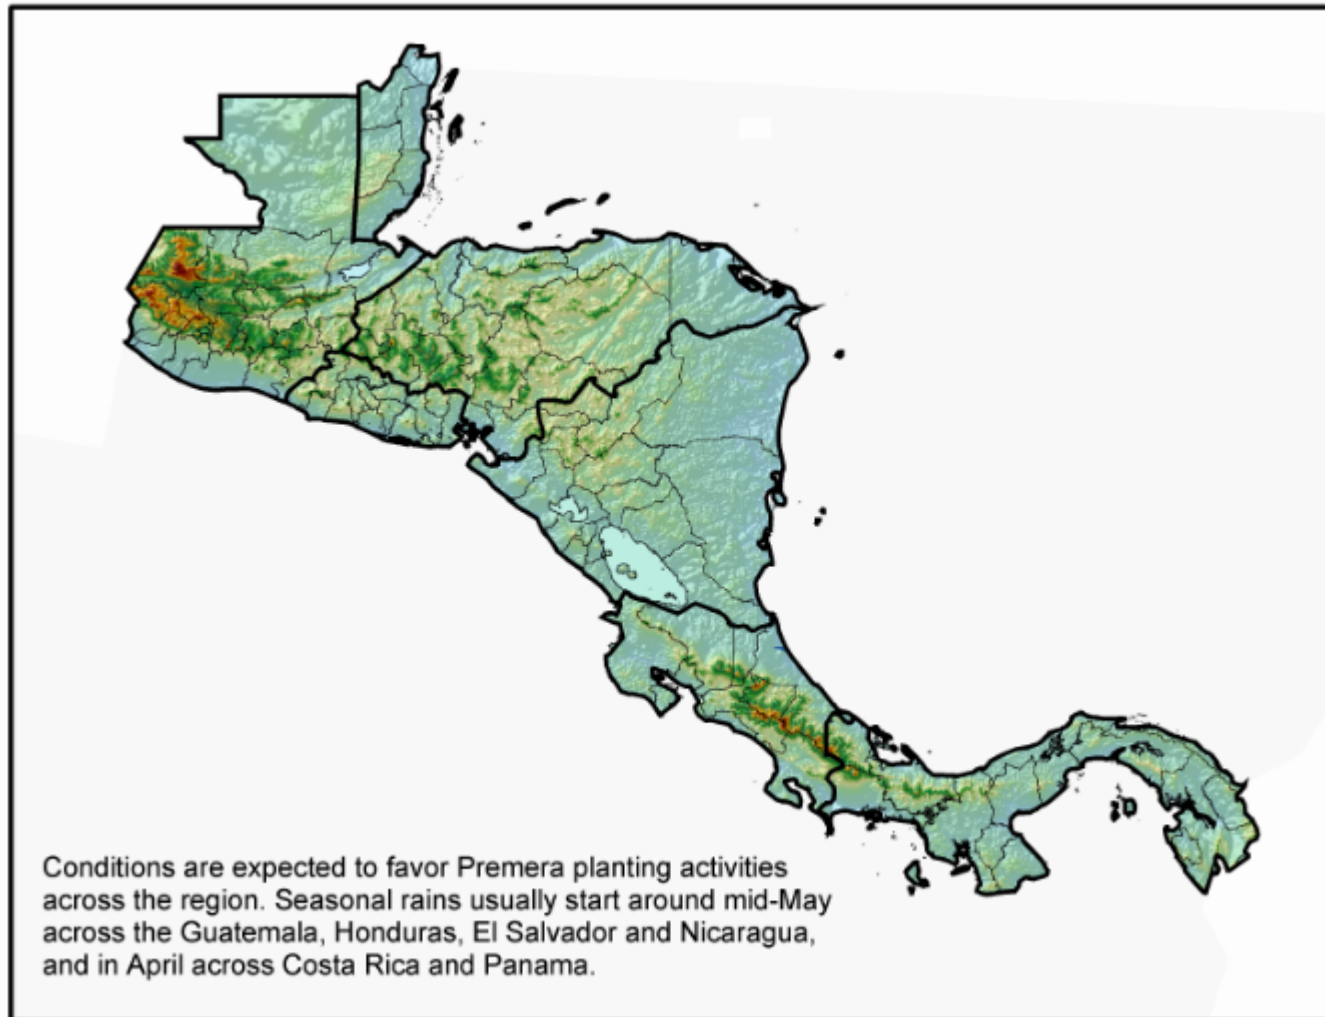 Conditions are expected to favor Premera planting activities
across the region. Seasonal rains usually start around mid-May
across the Guatemala, Honduras, El Salvador and Nicaragua,
and in April across Costa Rica and Panama.